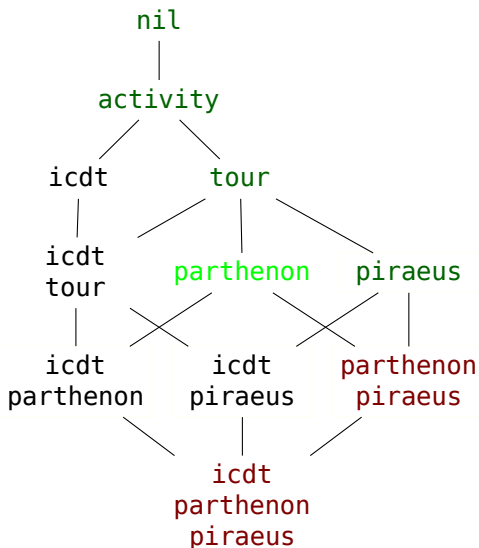 nil
activity
icdt
tour
icdt
tour
parthenon
piraeus
icdt
parthenon
icdt
piraeus
parthenon
piraeus
icdt
parthenon
piraeus